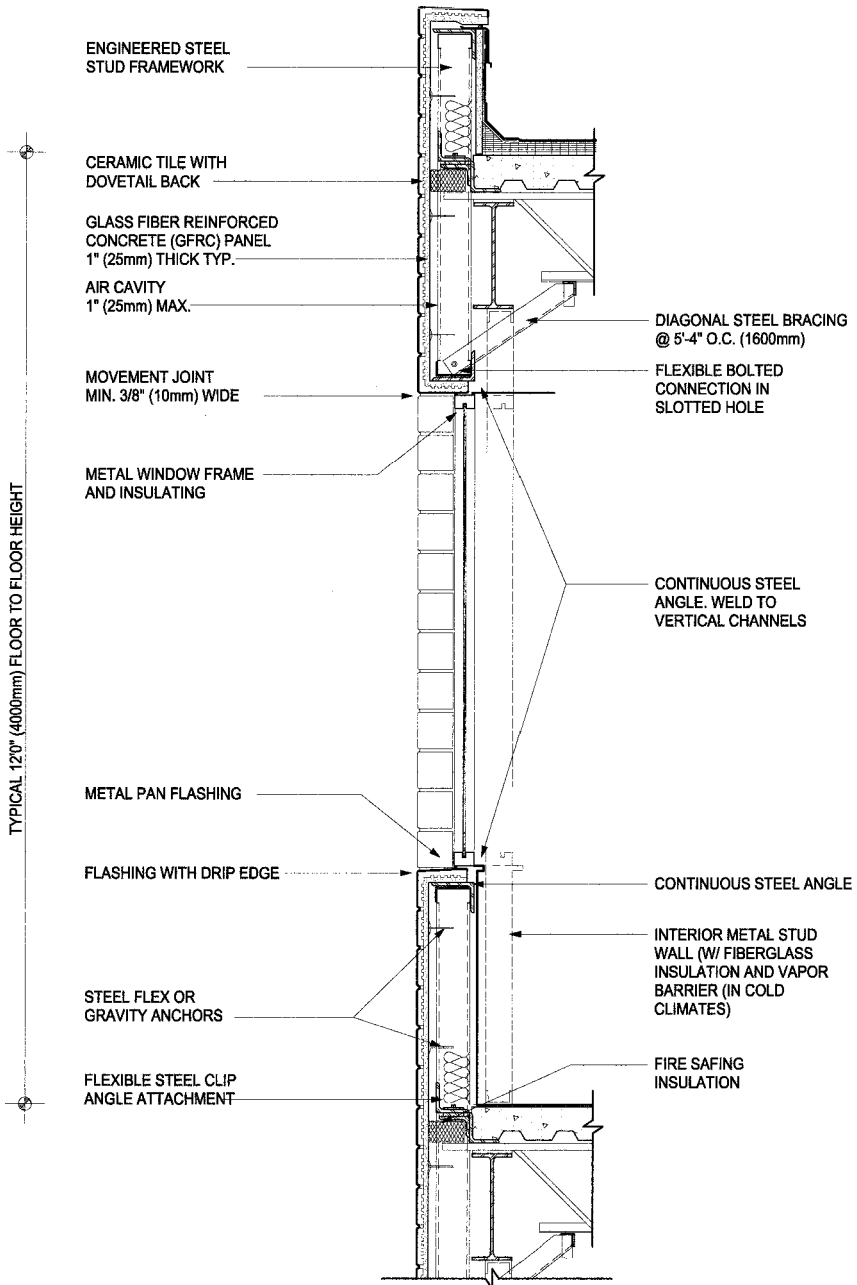 ENGINEERED STEEL
STUD FRAMEWORK
CERAMIC TILE WITH
DOVETAIL BACK
GLASS FIBER REINFORCED
CONCRETE (GFRC) PANEL
1" (25mm) THICK TYP.
AIR CAVITY
1" (25mm) MAX.
MOVEMENT JOINT
MIN. 3/8" (10mm) WIDE
METAL WINDOW FRAME
AND INSULATING
METAL PAN FLASHING
FLASHING WITH DRIP EDGE
STEEL FLEX OR
GRAVITY ANCHORS
FLEXIBLE STEEL CLIP
ANGLE ATTACHMENT
TYPICAL 12'0" (4000mm) FLOOR TO FLOOR HEIGHT
DIAGONAL STEEL BRACING
@ 5'-4" O.C. (1600mm)
FLEXIBLE BOLTED
CONNECTION IN
SLOTTED HOLE
CONTINUOUS STEEL
ANGLE. WELD TO
VERTICAL CHANNELS
CONTINUOUS STEEL ANGLE
INTERIOR METAL STUD
WALL (W/ FIBERGLASS
INSULATION AND VAPOR
BARRIER (IN COLD
CLIMATES)
FIRE SAFING
INSULATION